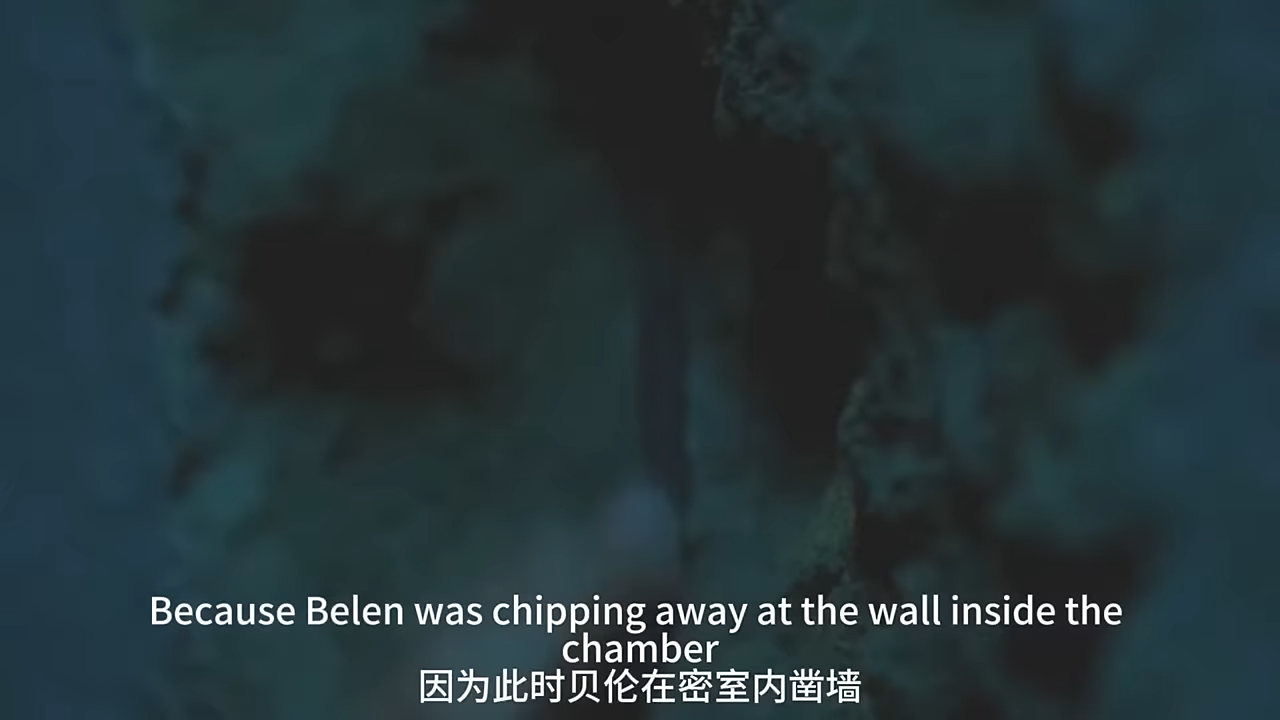 Because Belen was chipping away at the wall inside the
chamber
因为此时贝伦在密室内凿墙